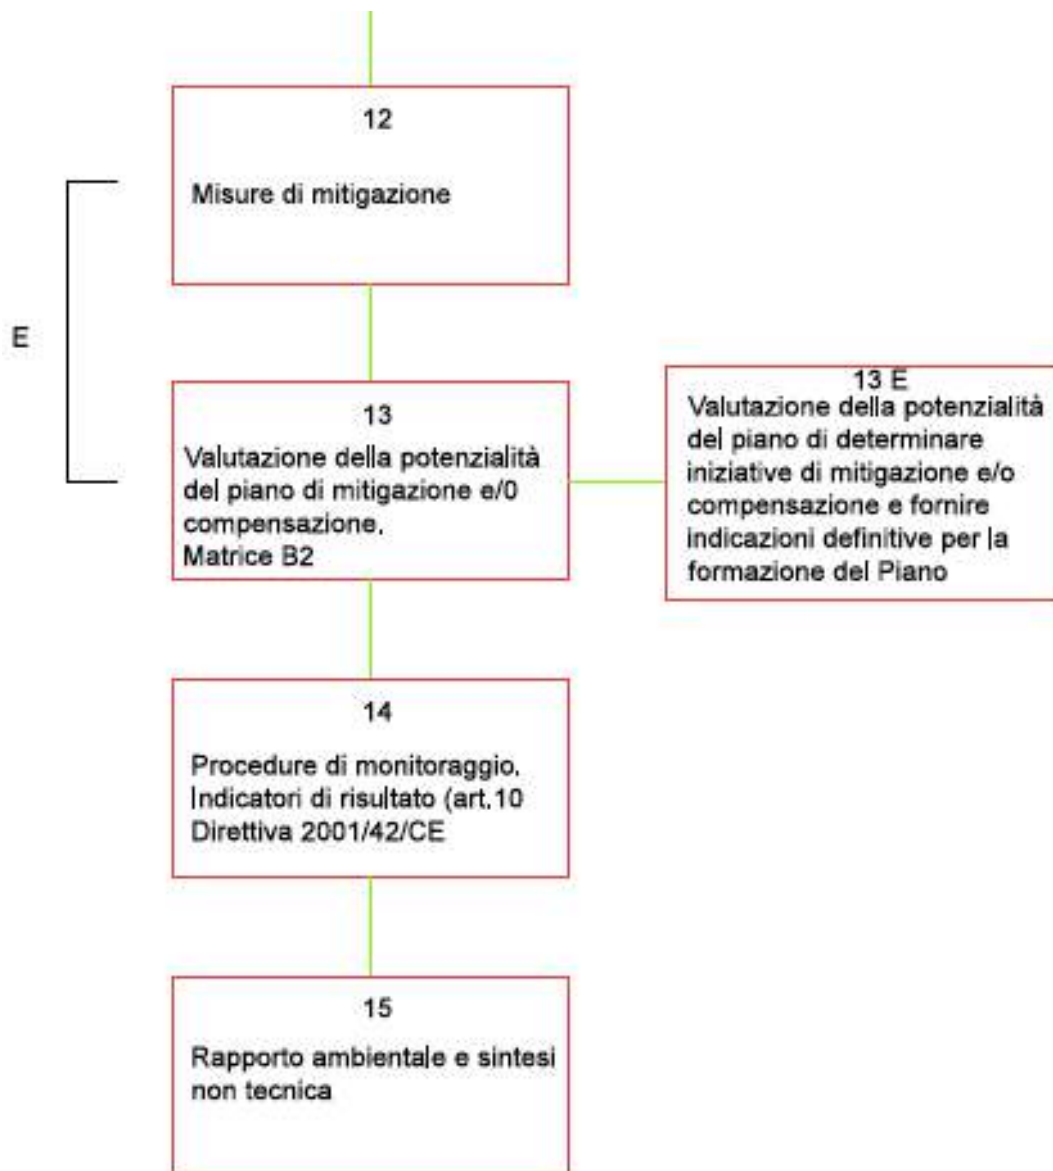 12
Misure di mitigazione
E
13
Valutazione della potenzialità
del piano di mitigazione e/0
compensazione.
Matrice B2
13 E
Valutazione della potenzialità
del piano di determinare
iniziative di mitigazione e/o
compensazione e fornire
indicazioni definitive per la
formazione del Piano
14
Procedure di monitoraggio.
Indicatori di risultato (art.10
Direttiva 2001/42/CE
15
Rapporto ambientale e sintesi
non tecnica